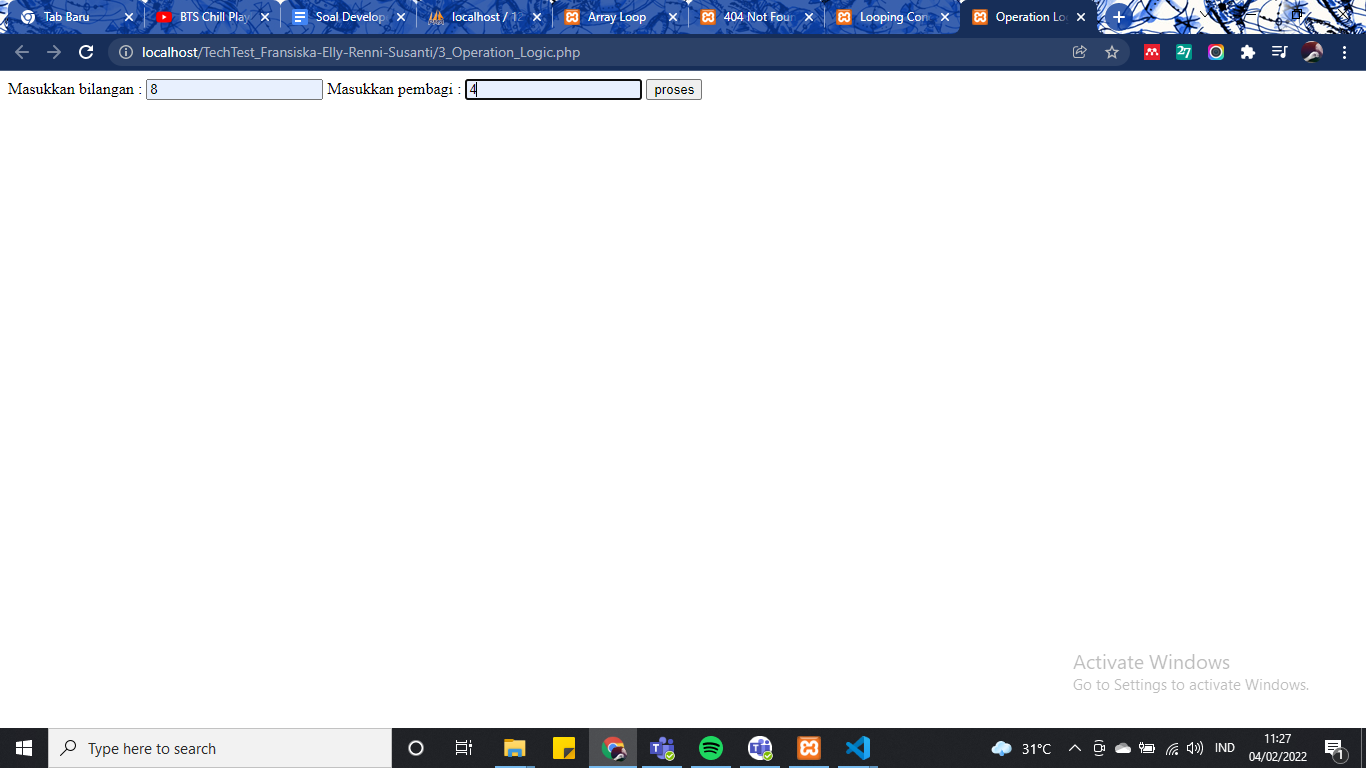 Tab Baru
BTS Chill Play
Soal Develop
localhost / 12
Array Loop
404 Not Foun
Looping Con
Operation Lo
localhost/TechTest_Fransiska-Elly-Renni-Susanti/3_Operation_Logic.php
Masukkan bilangan : 8 Masukkan pembagi : 4 proses
Activate Windows
Go to Settings to activate Windows.
Type here to search
31°C
IND
11:27
04/02/2022
1